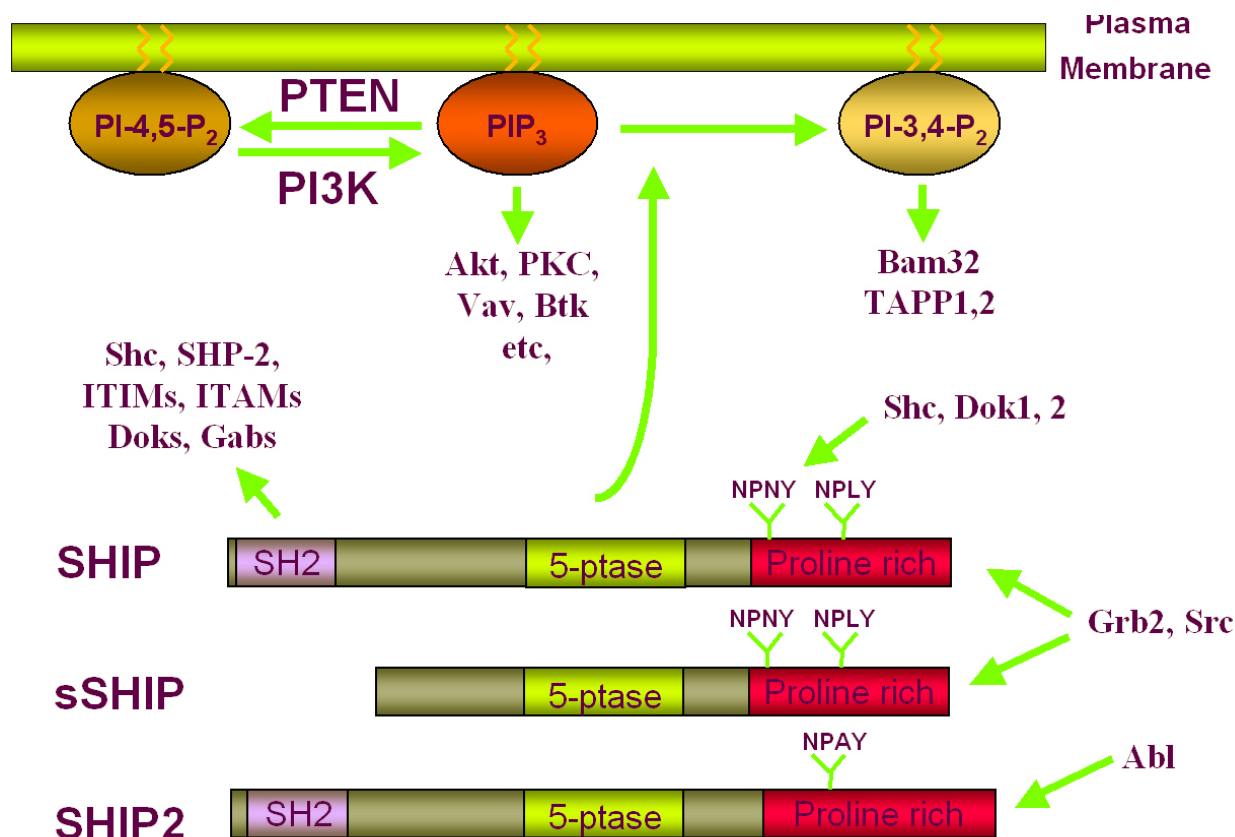 Plasma
Membrane
PI-4,5-P2
PTEN
PI3K
PIP3
PI-3,4-P2
Akt, PKC,
Vav, Btk
etc,
Bam32
TAPP1,2
Shc, SHP-2,
ITIMs, ITAMs
Doks, Gabs
Shc, Dok1, 2
NPNY NPLY
SHIP SH2 5-ptase Proline rich
Grb2, Src
NPNY NPLY
sSHIP 5-ptase Proline rich
NPAY
Abl
SHIP2 SH2 5-ptase Proline rich